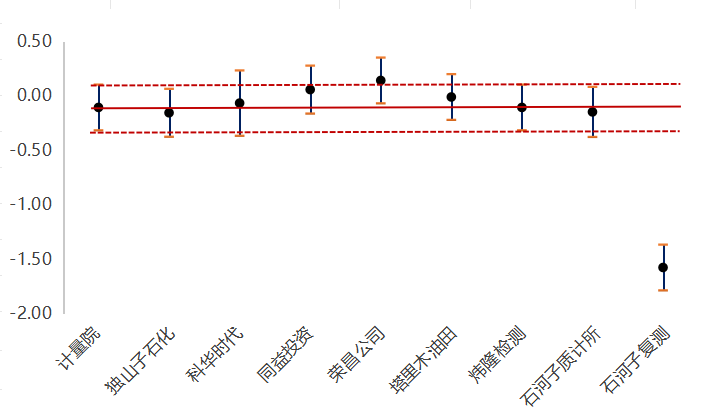 0.50
0.00
-0.50
-1.00
-1.50
-2.00
计量院
独山子石化
科华时代
同益投资
荣昌公司
塔里木油田
炜隆检测
石河子质计所
石河子复测